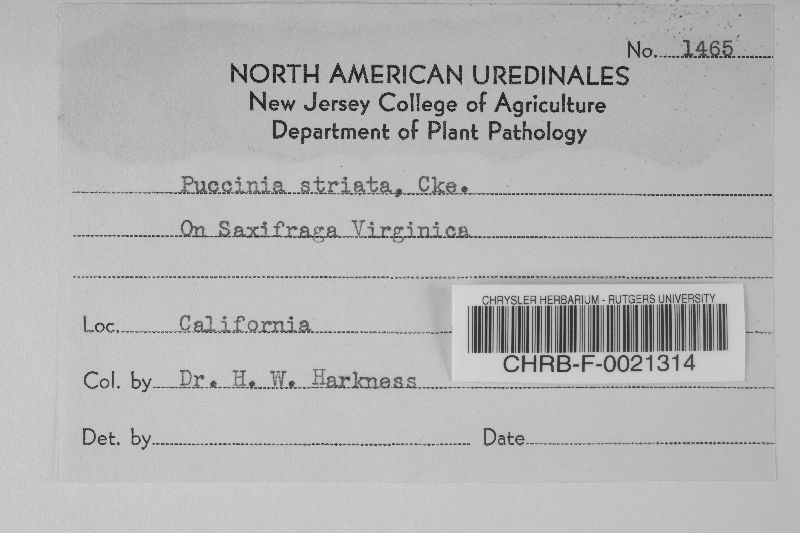 No. 1465
NORTH AMERICAN UREDINALES
New Jersey College of Agriculture
Department of Plant Pathology
Puccinia striata, Cke.
On Saxifraga Virginica
Loc. California
CHRYSLER HERBARIUM - RUTGERS UNIVERSITY
CHRB-F-0021314
Col. by Dr. H. W. Harkness
Det. by Date